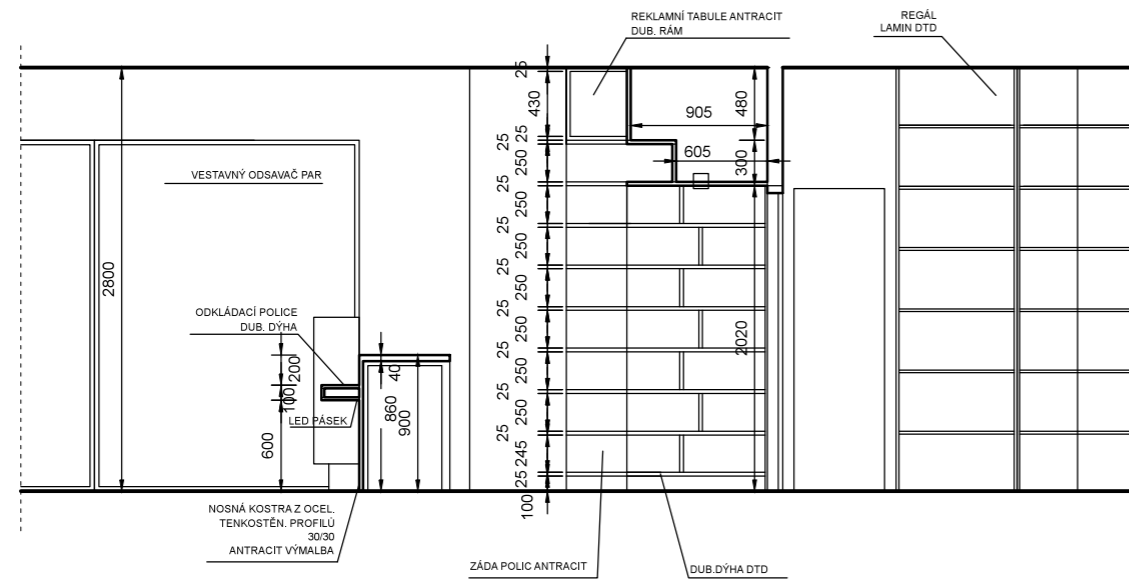 REKLAMNÍ TABULE ANTRACIT
DUB. RÁM
REGÁL
LAMIN DTD
VESTAVNÝ ODSAVAČ PAR
2800
ODKLÁDACÍ POLICE
DUB. DÝHA
200
100
600
LED PÁSEK
40
860
900
NOSNÁ KOSTRA Z OCEL.
TENKOSTĚN. PROFILŮ
30/30
ANTRACIT VÝMALBA
25
430
25
25
250
25
25
250
25
250
25
250
25
250
25
250
25
250
25
245
25
100
905
480
605
300
2020
ZÁDA POLIC ANTRACIT
DUB.DÝHA DTD